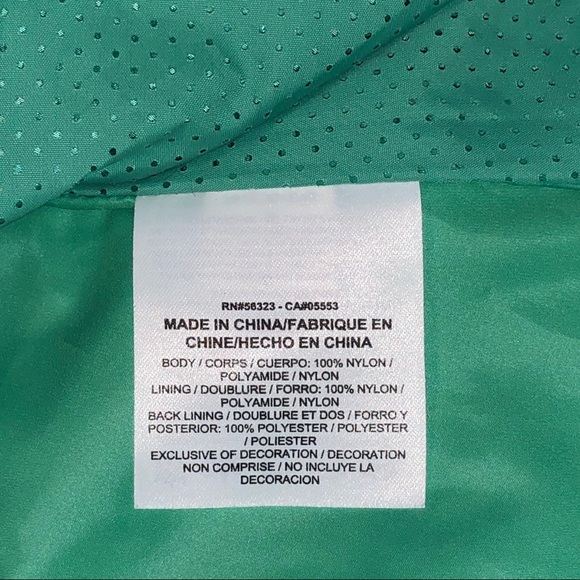 RN#56323 - CA#05553
MADE IN CHINA/FABRIQUE EN
CHINE/HECHO EN CHINA
BODY / CORPS / CUERPO: 100% NYLON /
POLYAMIDE / NYLON
LINING / DOUBLURE / FORRO: 100% NYLON /
POLYAMIDE / NYLON
BACK LINING / DOUBLURE ET DOS / FORRO Y
POSTERIOR: 100% POLYESTER / POLYESTER
/ POLIESTER
EXCLUSIVE OF DECORATION / DECORATION
NON COMPRISE / NO INCLUYE LA
DECORACION